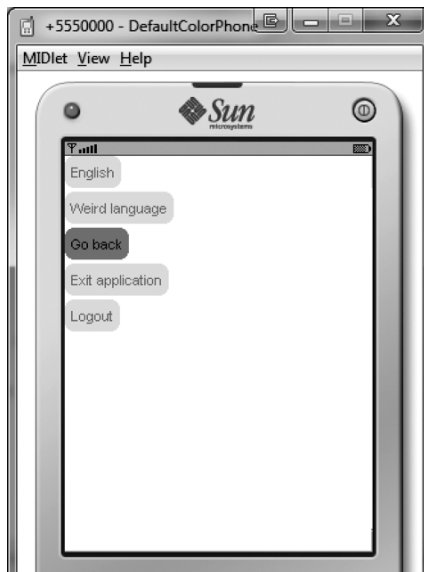 +5550000 - DefaultColorPhone
MIDlet View Help
Sun
microsystems
English
Weird language
Go back
Exit application
Logout